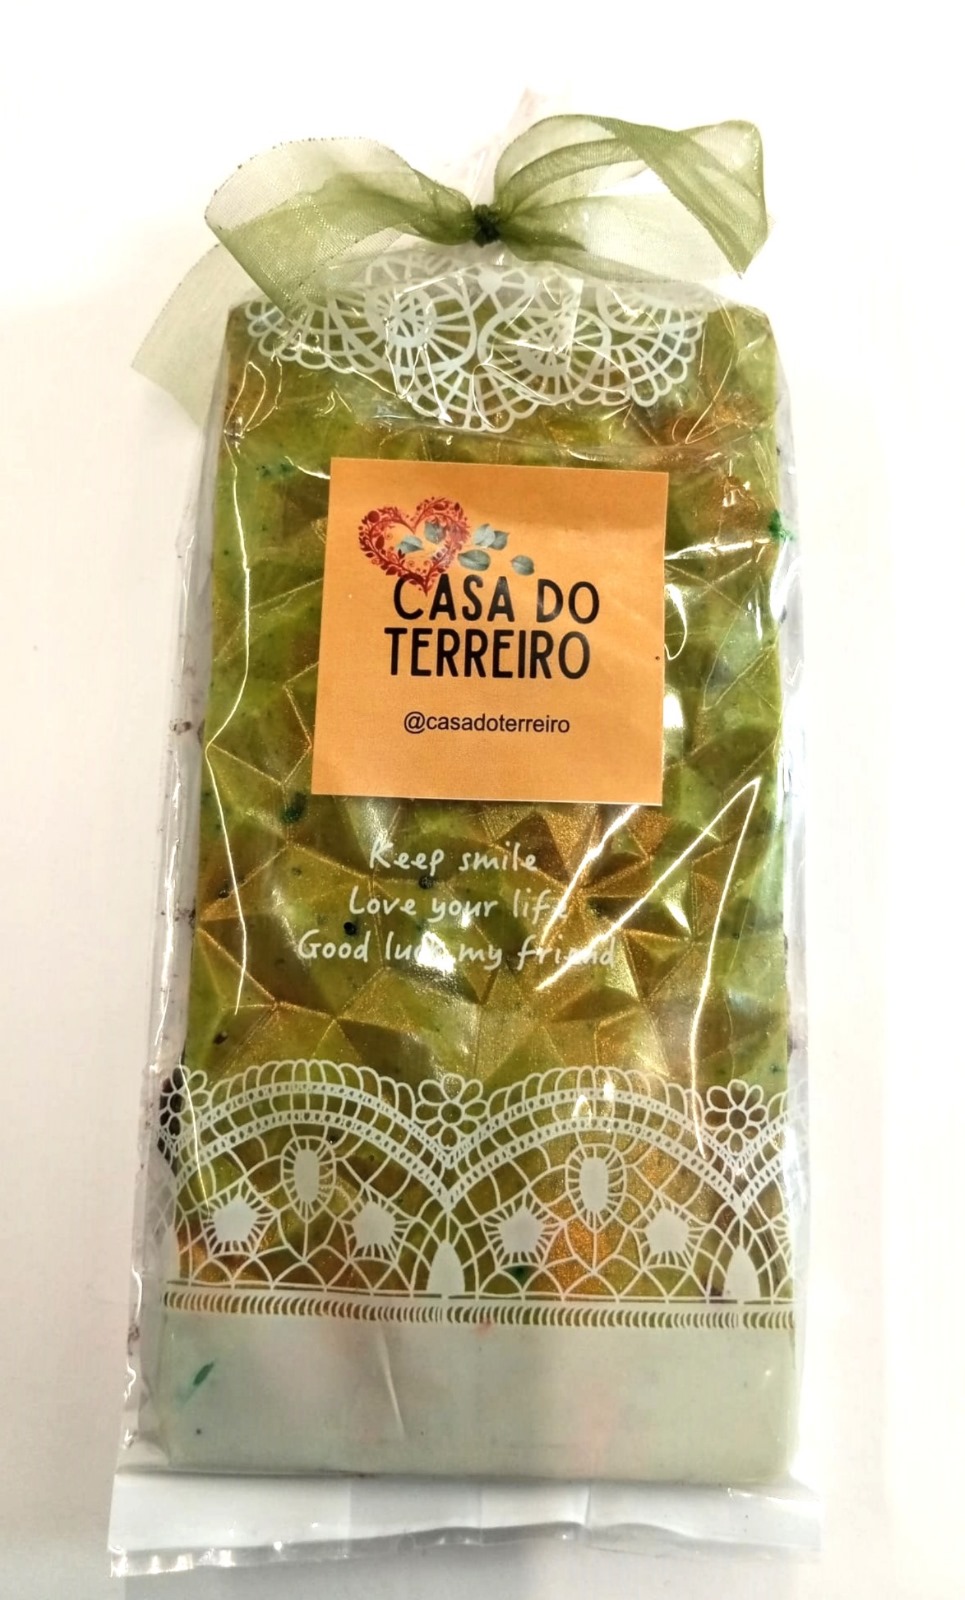 CASA DO
TERREIRO
@casadoterreiro
Keep smile
Love your life
Good luck my friend